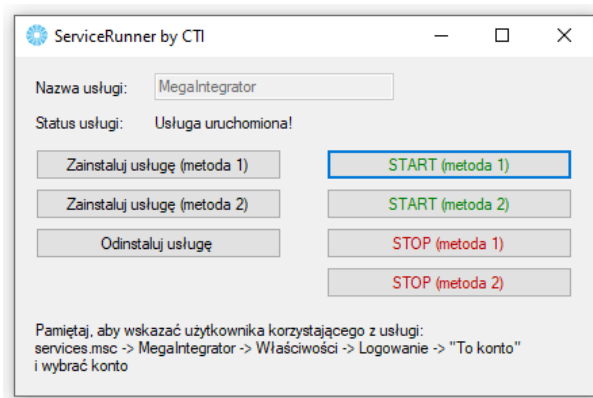 ServiceRunner by CTI
Nazwa usługi: MegaIntegrator
Status usługi: Usługa uruchomiona!
Zainstaluj usługę (metoda 1) START (metoda 1)
Zainstaluj usługę (metoda 2) START (metoda 2)
Odinstaluj usługę STOP (metoda 1)
STOP (metoda 2)
Pamiętaj, aby wskazać użytkownika korzystającego z usługi:
services.msc -> MegaIntegrator -> Właściwości -> Logowanie -> "To konto"
i wybrać konto